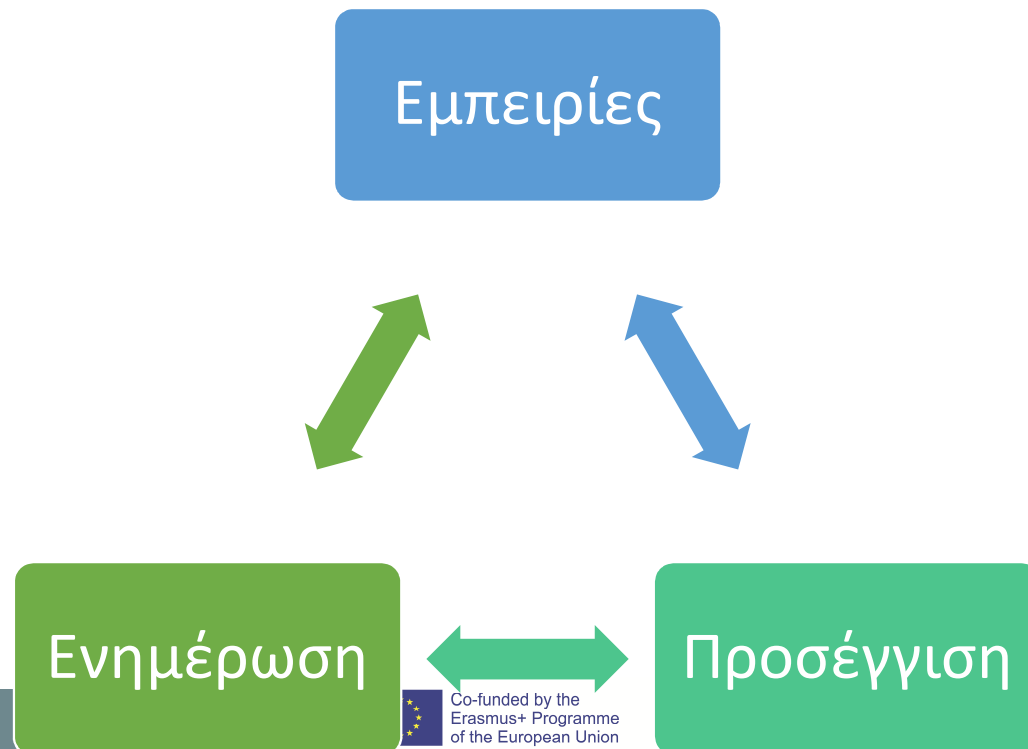 Εμπειρίες
Ενημέρωση
Προσέγγιση
Co-funded by the
Erasmus+ Programme
of the European Union